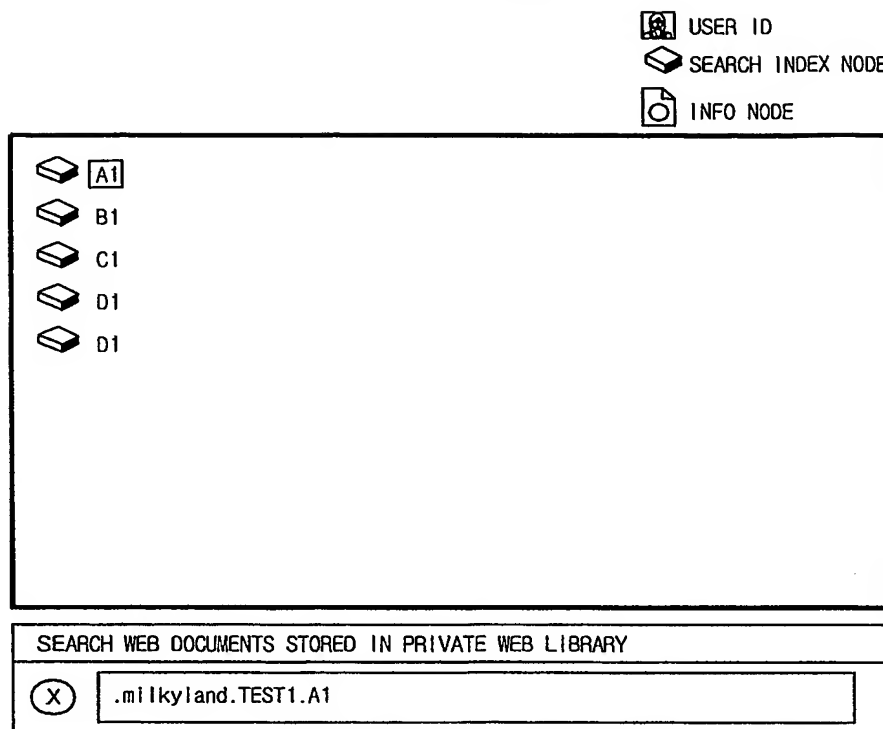 USER ID
SEARCH INDEX NODE
INFO NODE
A1
B1
C1
D1
D1
SEARCH WEB DOCUMENTS STORED IN PRIVATE WEB LIBRARY
X
.milkyland.TEST1.A1